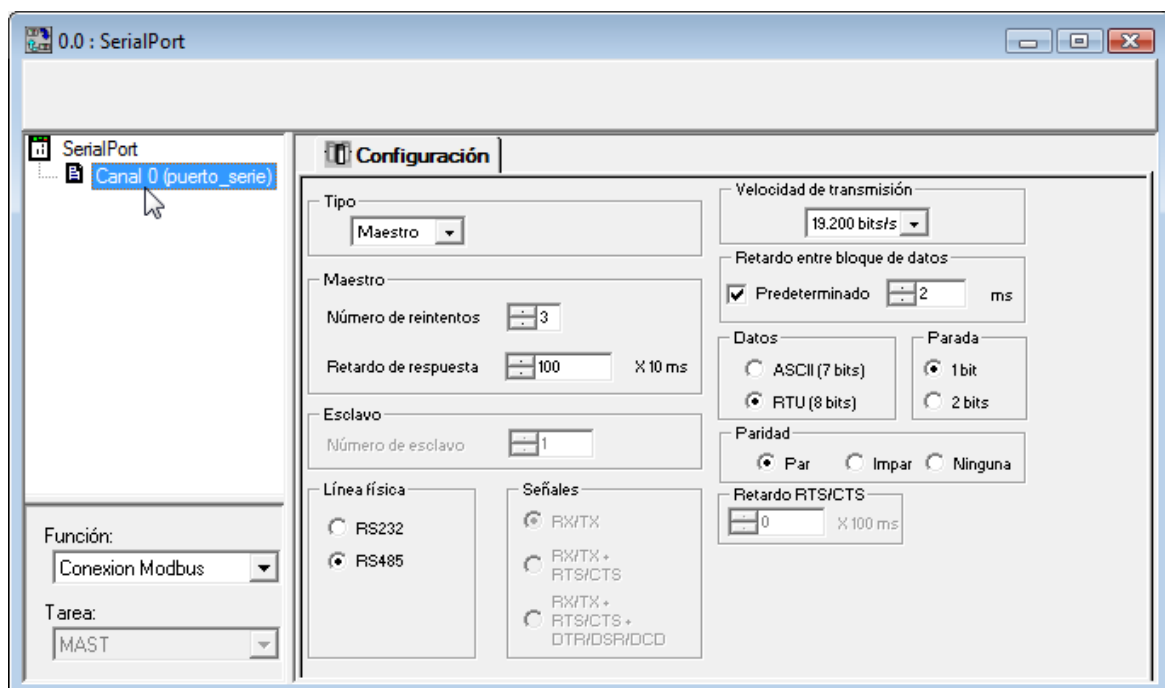 0.0 : SerialPort
SerialPort
Canal 0 (puerto_serie)
Función:
Conexion Modbus
Tarea:
MAST
Configuración
Tipo
Maestro
Maestro
Número de reintentos
3
Retardo de respuesta
100
X 10 ms
Esclavo
Número de esclavo
1
Línea física
RS232
RS485
Señales
RX/TX
RX/TX +
RTS/CTS
RX/TX +
RTS/CTS +
DTR/DSR/DCD
Velocidad de transmisión
19.200 bits/s
Retardo entre bloque de datos
Predeterminado
2
ms
Datos
ASCII (7 bits)
RTU (8 bits)
Parada
1 bit
2 bits
Paridad
Par
Impar
Ninguna
Retardo RTS/CTS
0
X 100 ms